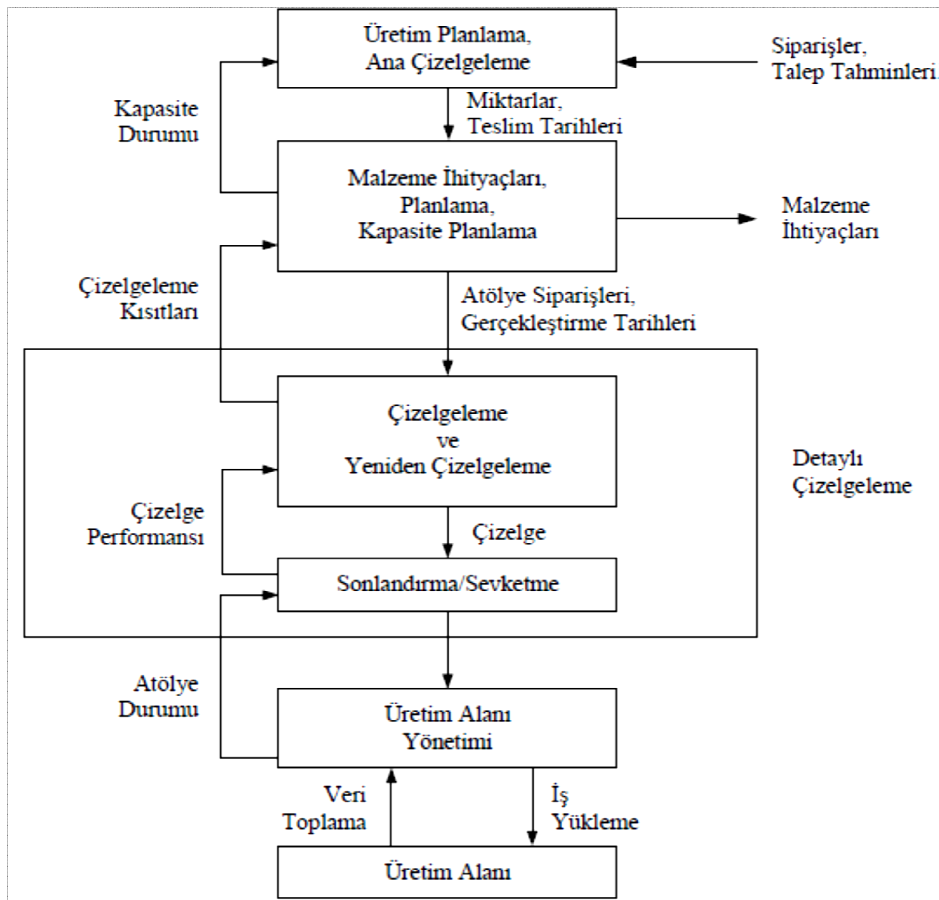 Üretim Planlama,
Ana Çizelgeleme
Siparişler,
Talep Tahminleri,
Kapasite
Durumu
Miktarlar,
Teslim Tarihleri
Malzeme İhityaçları,
Planlama,
Kapasite Planlama
Malzeme
İhtiyaçları
Çizelgeleme
Kısıtları
Atölye Siparişleri,
Gerçekleştirme Tarihleri
Çizelgeleme
ve
Yeniden Çizelgeleme
Detaylı
Çizelgeleme
Çizelge
Performansı
Çizelge
Sonlandırma/Sevketme
Atölye
Durumu
Üretim Alanı
Yönetimi
Veri
Toplama
İş
Yükleme
Üretim Alanı